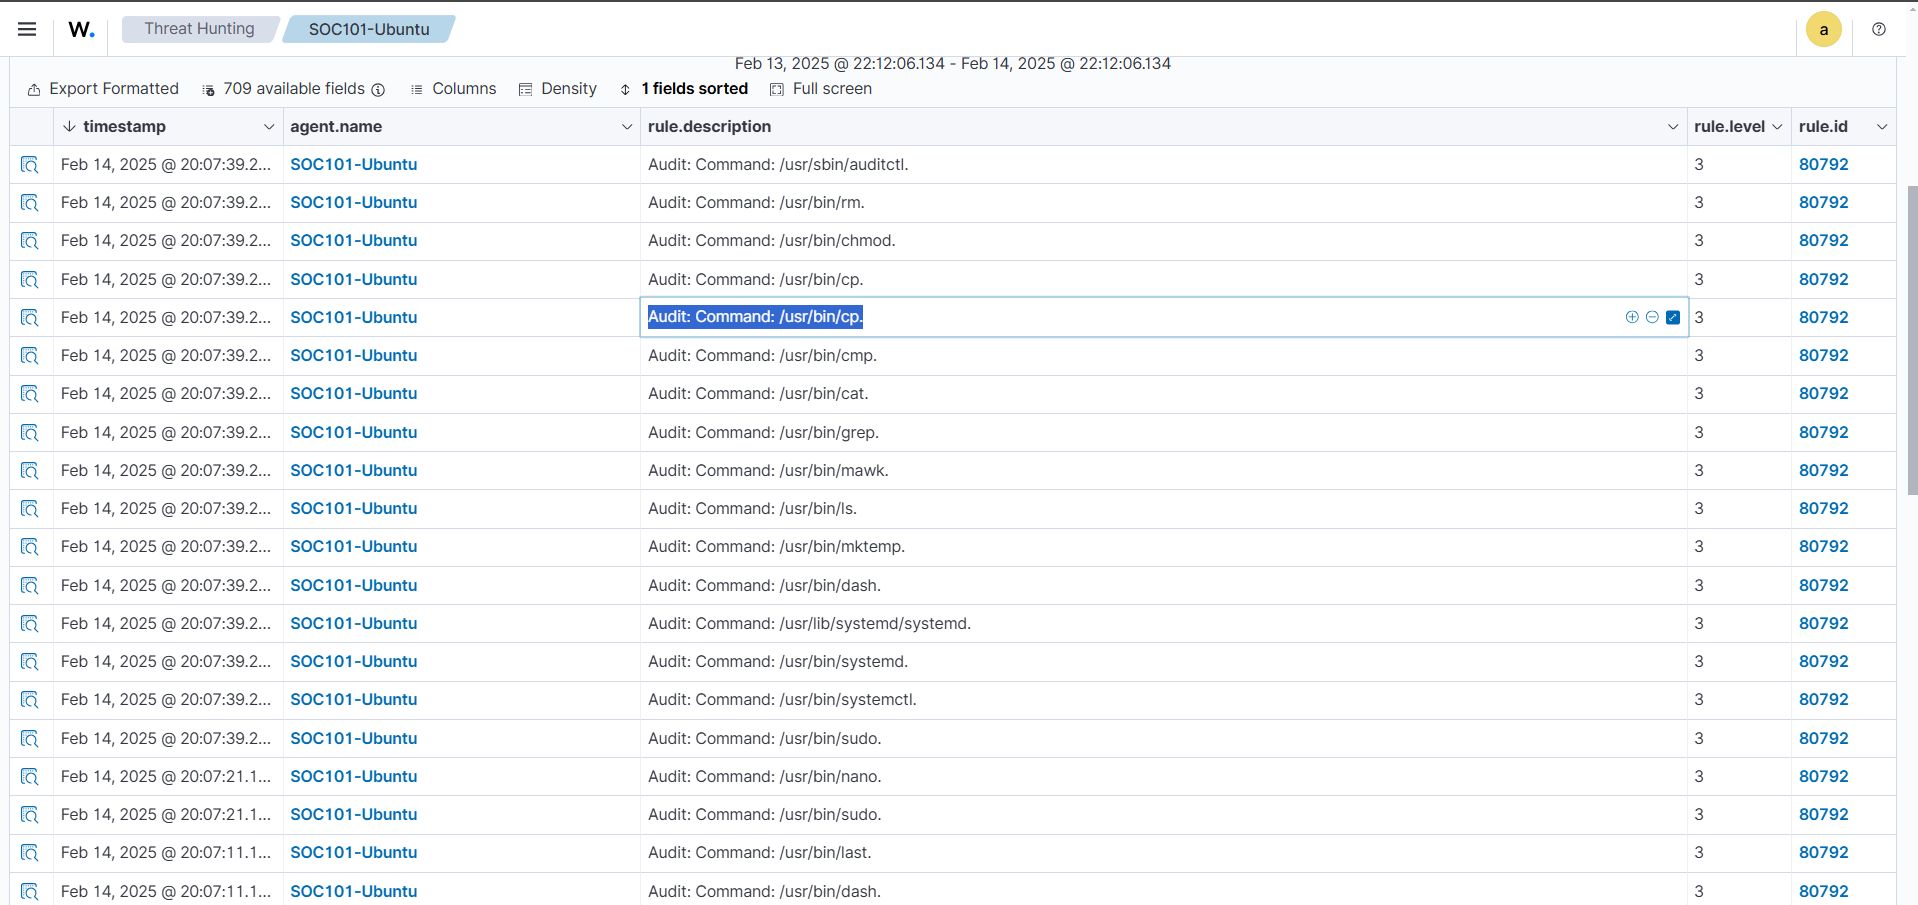 W. Threat Hunting SOC101-Ubuntu a
Feb 13, 2025 @ 22:12:06.134 - Feb 14, 2025 @ 22:12:06.134
Export Formatted 709 available fields Columns Density 1 fields sorted Full screen
timestamp agent.name rule.description rule.level rule.id
Feb 14, 2025 @ 20:07:39.2... SOC101-Ubuntu Audit: Command: /usr/sbin/auditctl. 3 80792
Feb 14, 2025 @ 20:07:39.2... SOC101-Ubuntu Audit: Command: /usr/bin/rm. 3 80792
Feb 14, 2025 @ 20:07:39.2... SOC101-Ubuntu Audit: Command: /usr/bin/chmod. 3 80792
Feb 14, 2025 @ 20:07:39.2... SOC101-Ubuntu Audit: Command: /usr/bin/cp. 3 80792
Feb 14, 2025 @ 20:07:39.2... SOC101-Ubuntu Audit: Command: /usr/bin/cp. 3 80792
Feb 14, 2025 @ 20:07:39.2... SOC101-Ubuntu Audit: Command: /usr/bin/cmp. 3 80792
Feb 14, 2025 @ 20:07:39.2... SOC101-Ubuntu Audit: Command: /usr/bin/cat. 3 80792
Feb 14, 2025 @ 20:07:39.2... SOC101-Ubuntu Audit: Command: /usr/bin/grep. 3 80792
Feb 14, 2025 @ 20:07:39.2... SOC101-Ubuntu Audit: Command: /usr/bin/mawk. 3 80792
Feb 14, 2025 @ 20:07:39.2... SOC101-Ubuntu Audit: Command: /usr/bin/ls. 3 80792
Feb 14, 2025 @ 20:07:39.2... SOC101-Ubuntu Audit: Command: /usr/bin/mktemp. 3 80792
Feb 14, 2025 @ 20:07:39.2... SOC101-Ubuntu Audit: Command: /usr/bin/dash. 3 80792
Feb 14, 2025 @ 20:07:39.2... SOC101-Ubuntu Audit: Command: /usr/lib/systemd/systemd. 3 80792
Feb 14, 2025 @ 20:07:39.2... SOC101-Ubuntu Audit: Command: /usr/bin/systemd. 3 80792
Feb 14, 2025 @ 20:07:39.2... SOC101-Ubuntu Audit: Command: /usr/bin/systemctl. 3 80792
Feb 14, 2025 @ 20:07:39.2... SOC101-Ubuntu Audit: Command: /usr/bin/sudo. 3 80792
Feb 14, 2025 @ 20:07:21.1... SOC101-Ubuntu Audit: Command: /usr/bin/nano. 3 80792
Feb 14, 2025 @ 20:07:21.1... SOC101-Ubuntu Audit: Command: /usr/bin/sudo. 3 80792
Feb 14, 2025 @ 20:07:11.1... SOC101-Ubuntu Audit: Command: /usr/bin/last. 3 80792
Feb 14, 2025 @ 20:07:11.1... SOC101-Ubuntu Audit: Command: /usr/bin/dash. 3 80792